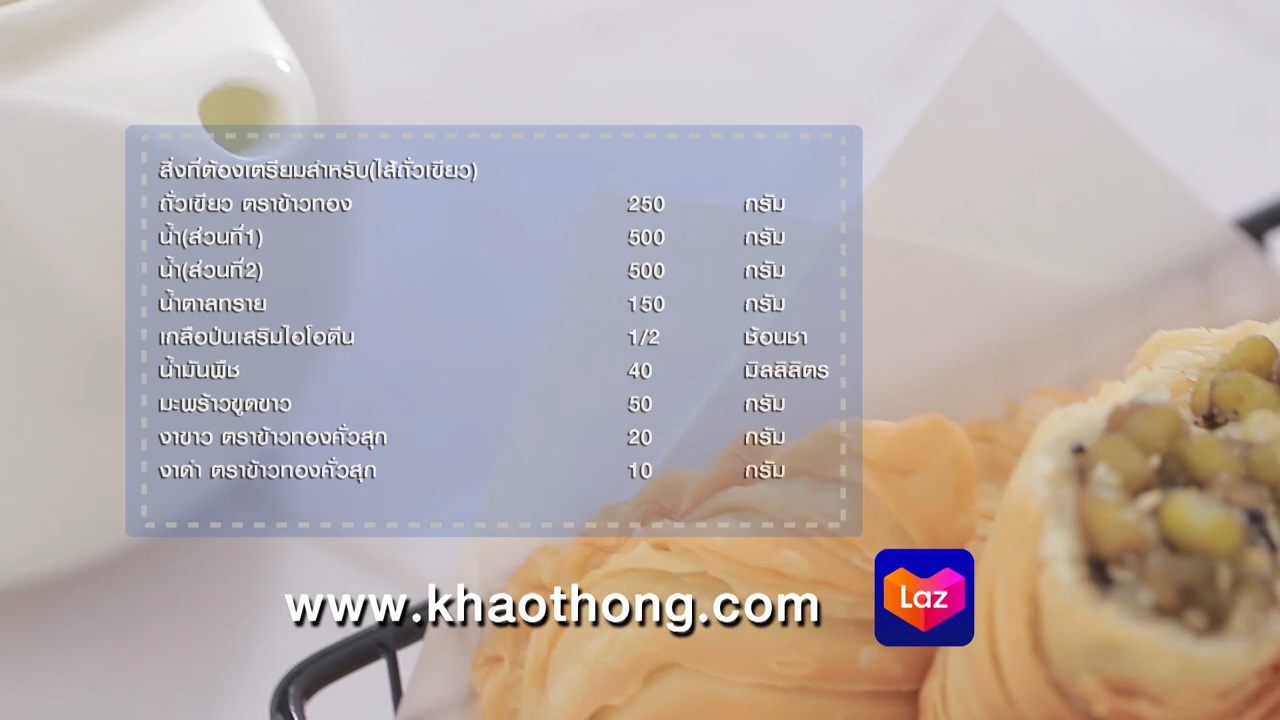 สิ่งที่ต้องเตรียมสำหรับ(ไส้ถั่วเขียว)
ถั่วเขียว ตราข้าวทอง 250 กรัม
น้ำ(ส่วนที่1) 500 กรัม
น้ำ(ส่วนที่2) 500 กรัม
น้ำตาลทราย 150 กรัม
เกลือป่นเสริมไอโอดีน 1/2 ช้อนชา
น้ำมันพืช 40 มิลลิลิตร
มะพร้าวขูดขาว 50 กรัม
งาขาว ตราข้าวทองคั่วสุก 20 กรัม
งาดำ ตราข้าวทองคั่วสุก 10 กรัม
www.khaothong.com
Laz